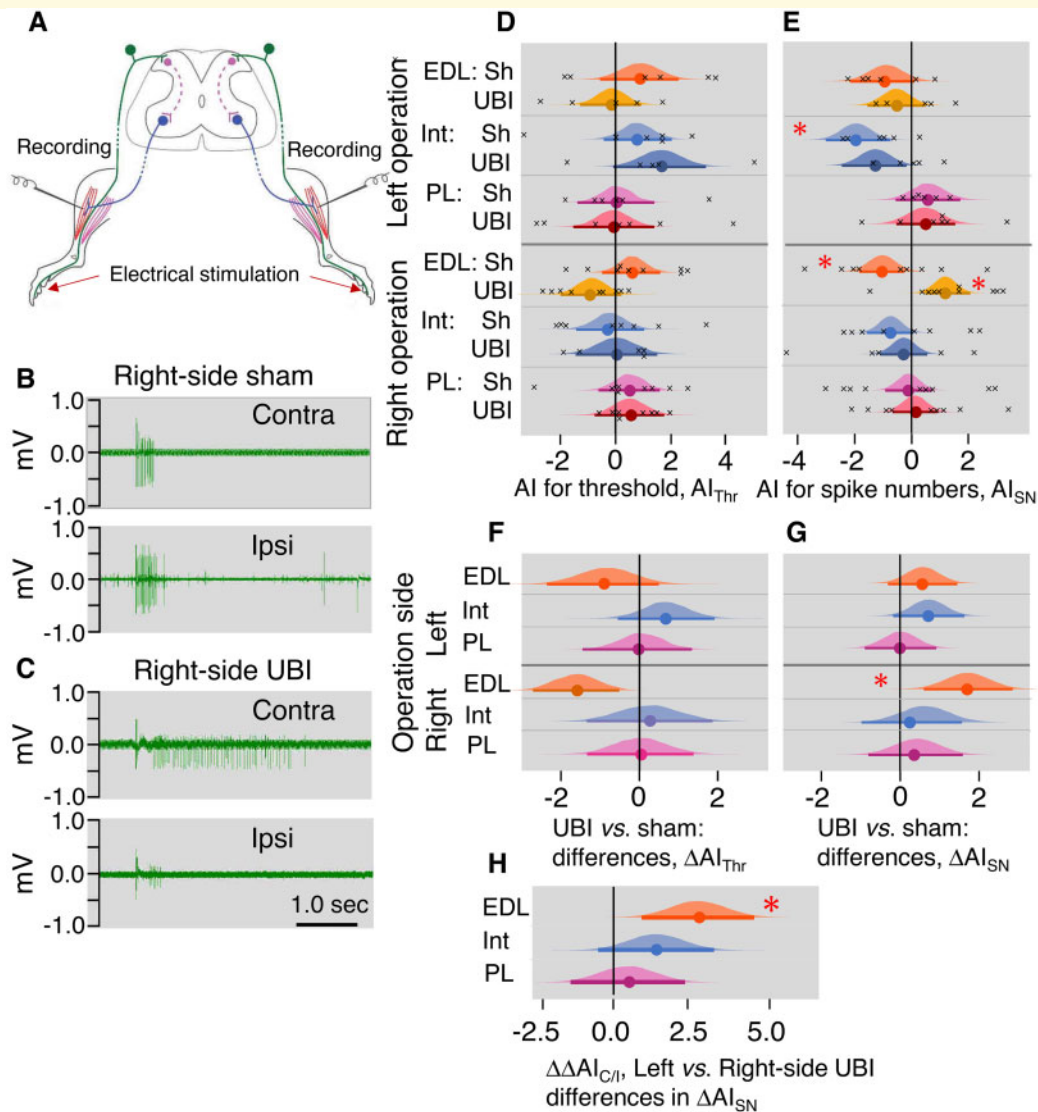 A
Recording
Recording
Electrical stimulation
B
Right-side sham
1.0
Contra
mV
0.0
-1.0
1.0
Ipsi
mV
0.0
-1.0
C
Right-side UBI
1.0
Contra
mV
0.0
-1.0
1.0
Ipsi
mV
0.0
-1.0
1.0 sec
D
Left operation
EDL: Sh
UBI
Int: Sh
UBI
PL: Sh
UBI
Right operation
EDL: Sh
UBI
Int: Sh
UBI
PL: Sh
UBI
-2 0 2 4
AI for threshold, AIThr
E
*
*
*
-4 -2 0 2
AI for spike numbers, AISN
F
Operation side
Left
EDL
Int
PL
Right
EDL
Int
PL
-2 0 2
UBI vs. sham:
differences, ΔAIThr
G
*
-2 0 2
UBI vs. sham:
differences, ΔAISN
H
EDL
*
Int
PL
-2.5 0.0 2.5 5.0
ΔΔAIC/I, Left vs. Right-side UBI
differences in ΔAISN